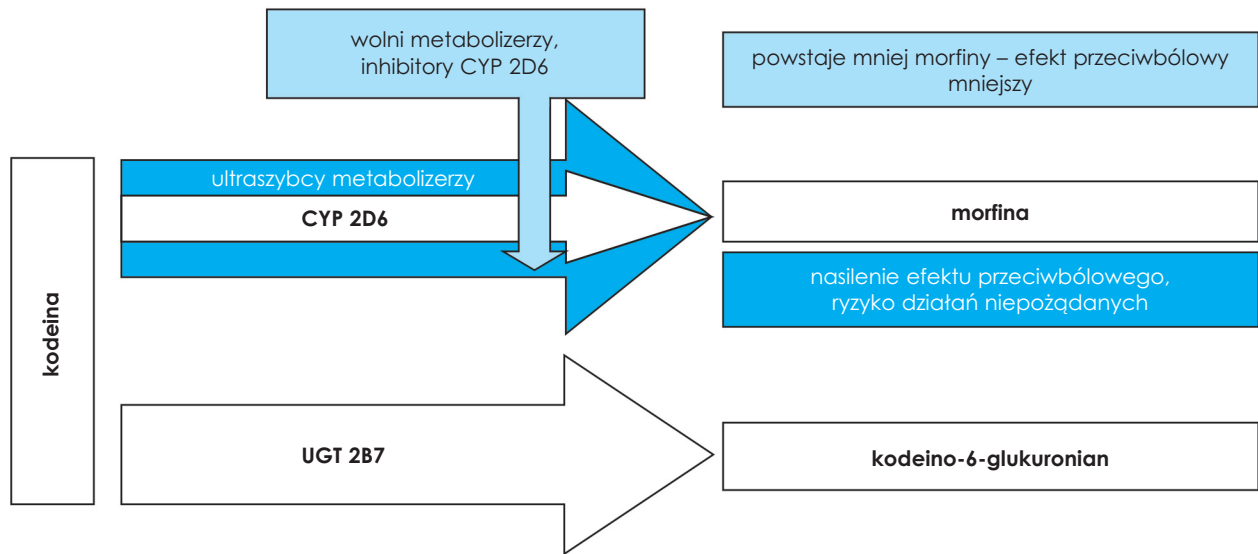 wolni metabolizerzy,
inhibitory CYP 2D6
powstaje mniej morfiny – efekt przeciwbólowy
mniejszy
kodeina
ultraszybcy metabolizerzy
CYP 2D6
morfina
nasilenie efektu przeciwbólowego,
ryzyko działań niepożądanych
UGT 2B7
kodeino-6-glukuronian